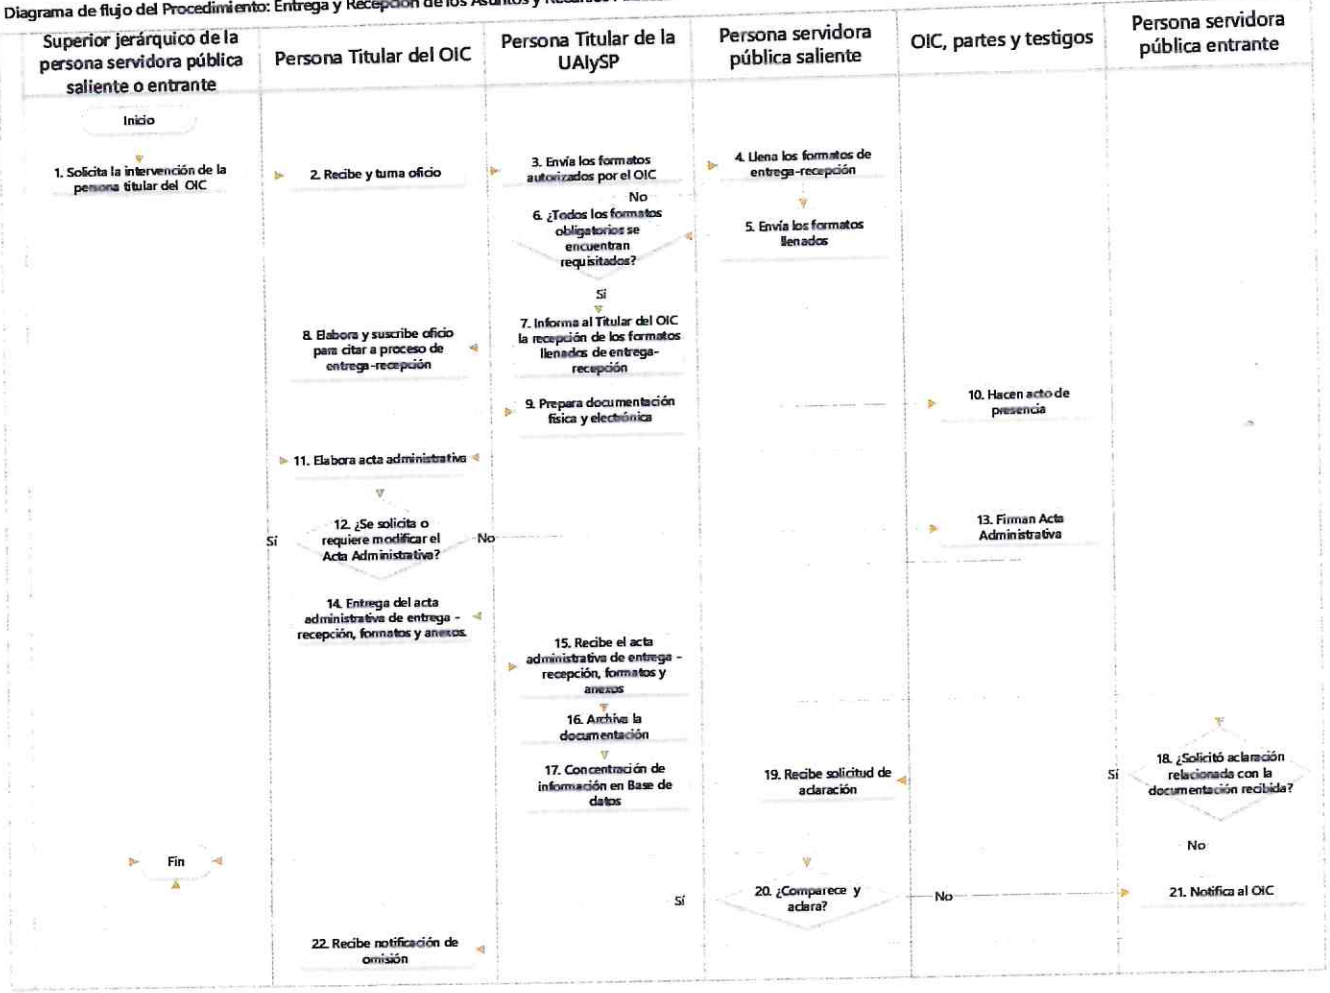 Diagrama de flujo del Procedimiento: Entrega y Recepción de los Asuntos y
Superior jerárquico de la
persona servidora pública
saliente o entrante
Persona Titular del OIC
Persona Titular de la
UAIySP
Persona servidora
pública saliente
OIC, partes y testigos
Persona servidora
pública entrante
Inicio
1. Solicita la intervención de la
persona titular del OIC
2. Recibe y turna oficio
3. Envía los formatos
autorizados por el OIC
4. Llena los formatos de
entrega-recepción
No
6. ¿Todos los formatos
obligatorios se
encuentran
requisitados?
5. Envía los formatos
llenados
Sí
8. Elabora y suscribe oficio
para citar a proceso de
entrega-recepción
7. Informa al Titular del OIC
la recepción de los formatos
llenados de entrega-
recepción
9. Prepara documentación
física y electrónica
10. Hacen acto de
presencia
11. Elabora acta administrativa
12. ¿Se solicita o
requiere modificar el
Acta Administrativa?
Sí
No
13. Firman Acta
Administrativa
14. Entrega del acta
administrativa de entrega -
recepción, formatos y anexos.
15. Recibe el acta
administrativa de entrega -
recepción, formatos y
anexos
16. Archiva la
documentación
17. Concentración de
información en Base de
datos
19. Recibe solicitud de
aclaración
Sí
18. ¿Solicitó aclaración
relacionada con la
documentación recibida?
No
Fin
Sí
20. ¿Comparece y
aclara?
No
21. Notifica al OIC
22. Recibe notificación de
omisión